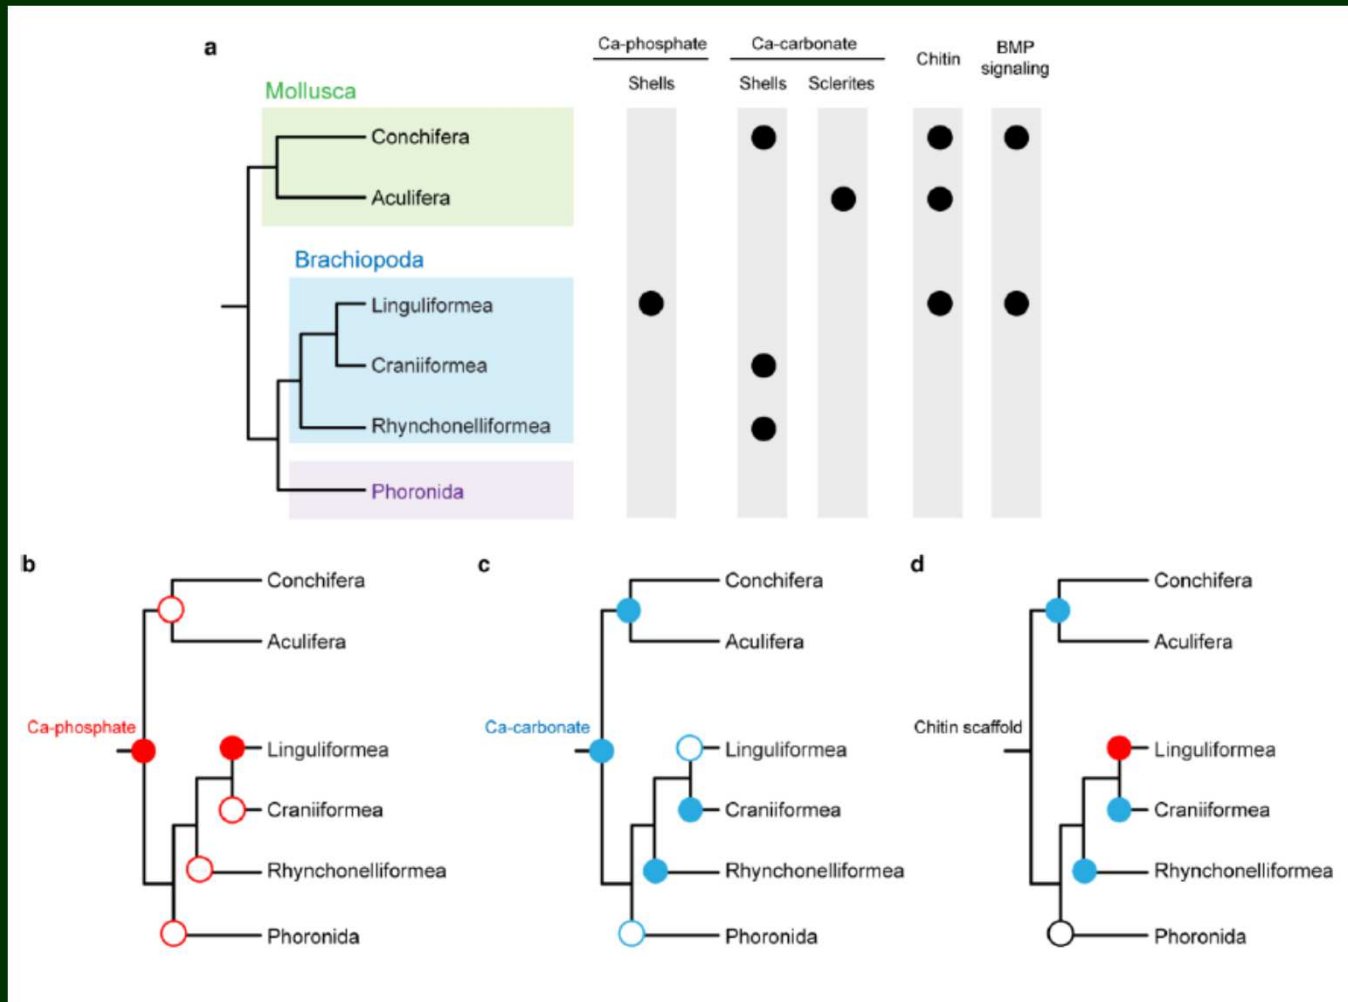 a
Ca-phosphate Ca-carbonate Chitin BMP signaling
Shells Shells Sclerites
Mollusca
Conchifera
Aculifera
Brachiopoda
Linguliformea
Craniiformea
Rhynchonelliformea
Phoronida
b
Conchifera
Aculifera
Ca-phosphate
Linguliformea
Craniiformea
Rhynchonelliformea
Phoronida
c
Conchifera
Aculifera
Ca-carbonate
Linguliformea
Craniiformea
Rhynchonelliformea
Phoronida
d
Conchifera
Aculifera
Chitin scaffold
Linguliformea
Craniiformea
Rhynchonelliformea
Phoronida